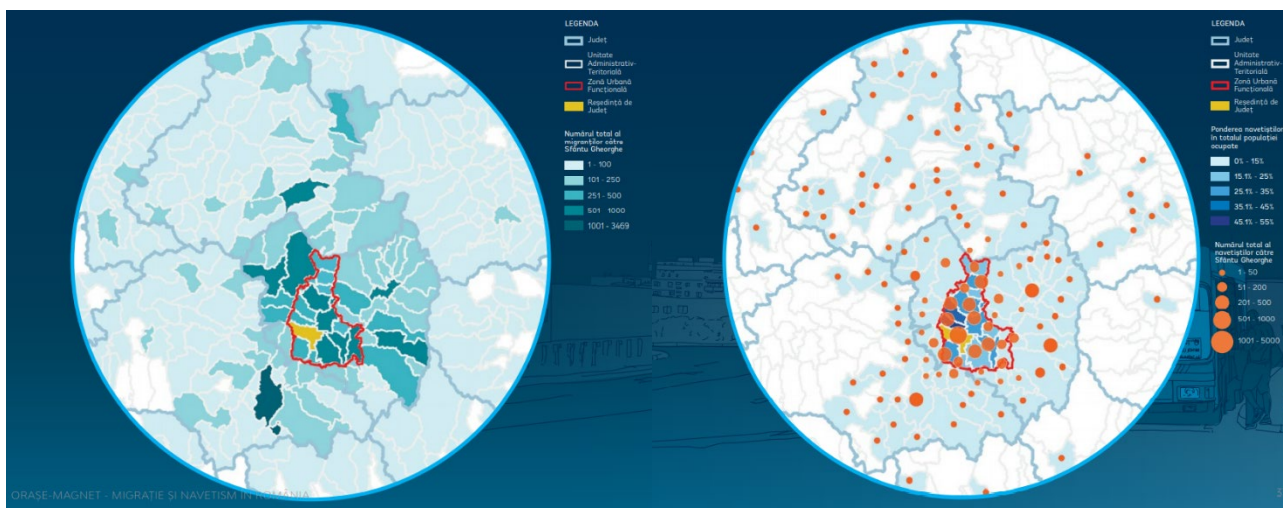 LEGENDA
Județ
Unitate
Administrativ-
Teritorială
Zonă Urbană
Funcțională
Reședință de
Județ
Numărul total al
migranților către
Sfântu Gheorghe
1 - 100
101 - 250
251 - 500
501 - 1000
1001 - 3469
ORAȘE-MAGNET - MIGRAȚIE ȘI NAVETISM ÎN ROMÂNIA
LEGENDA
Județ
Unitate
Administrativ-
Teritorială
Zonă Urbană
Funcțională
Reședință de
Județ
Ponderea navetiștilor
în totalul populației
ocupate
0% - 15%
15.1% - 25%
25.1% - 35%
35.1% - 45%
45.1% - 55%
Numărul total al
navetiștilor către
Sfântu Gheorghe
1 - 50
51 - 200
201 - 500
501 - 1000
1001 - 5000